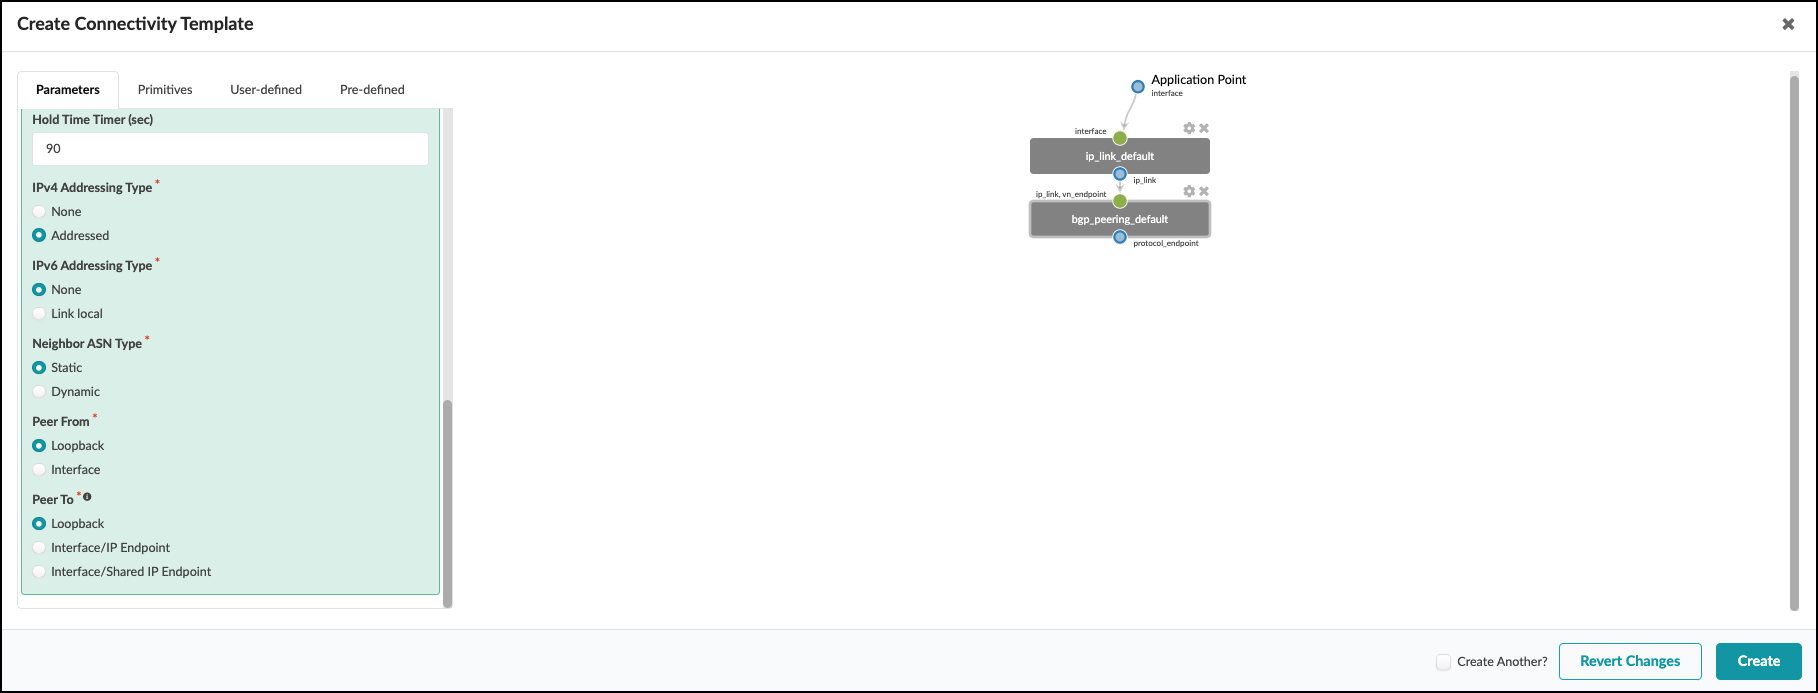 Create Connectivity Template
Parameters
Primitives
User-defined
Pre-defined
Hold Time Timer (sec)
90
IPv4 Addressing Type *
None
Addressed
IPv6 Addressing Type *
None
Link local
Neighbor ASN Type *
Static
Dynamic
Peer From *
Loopback
Interface
Peer To *
Loopback
Interface/IP Endpoint
Interface/Shared IP Endpoint
Application Point
interface
interface
ip_link_default
ip_link
ip_link, vn_endpoint
bgp_peering_default
protocol_endpoint
Create Another?
Revert Changes
Create